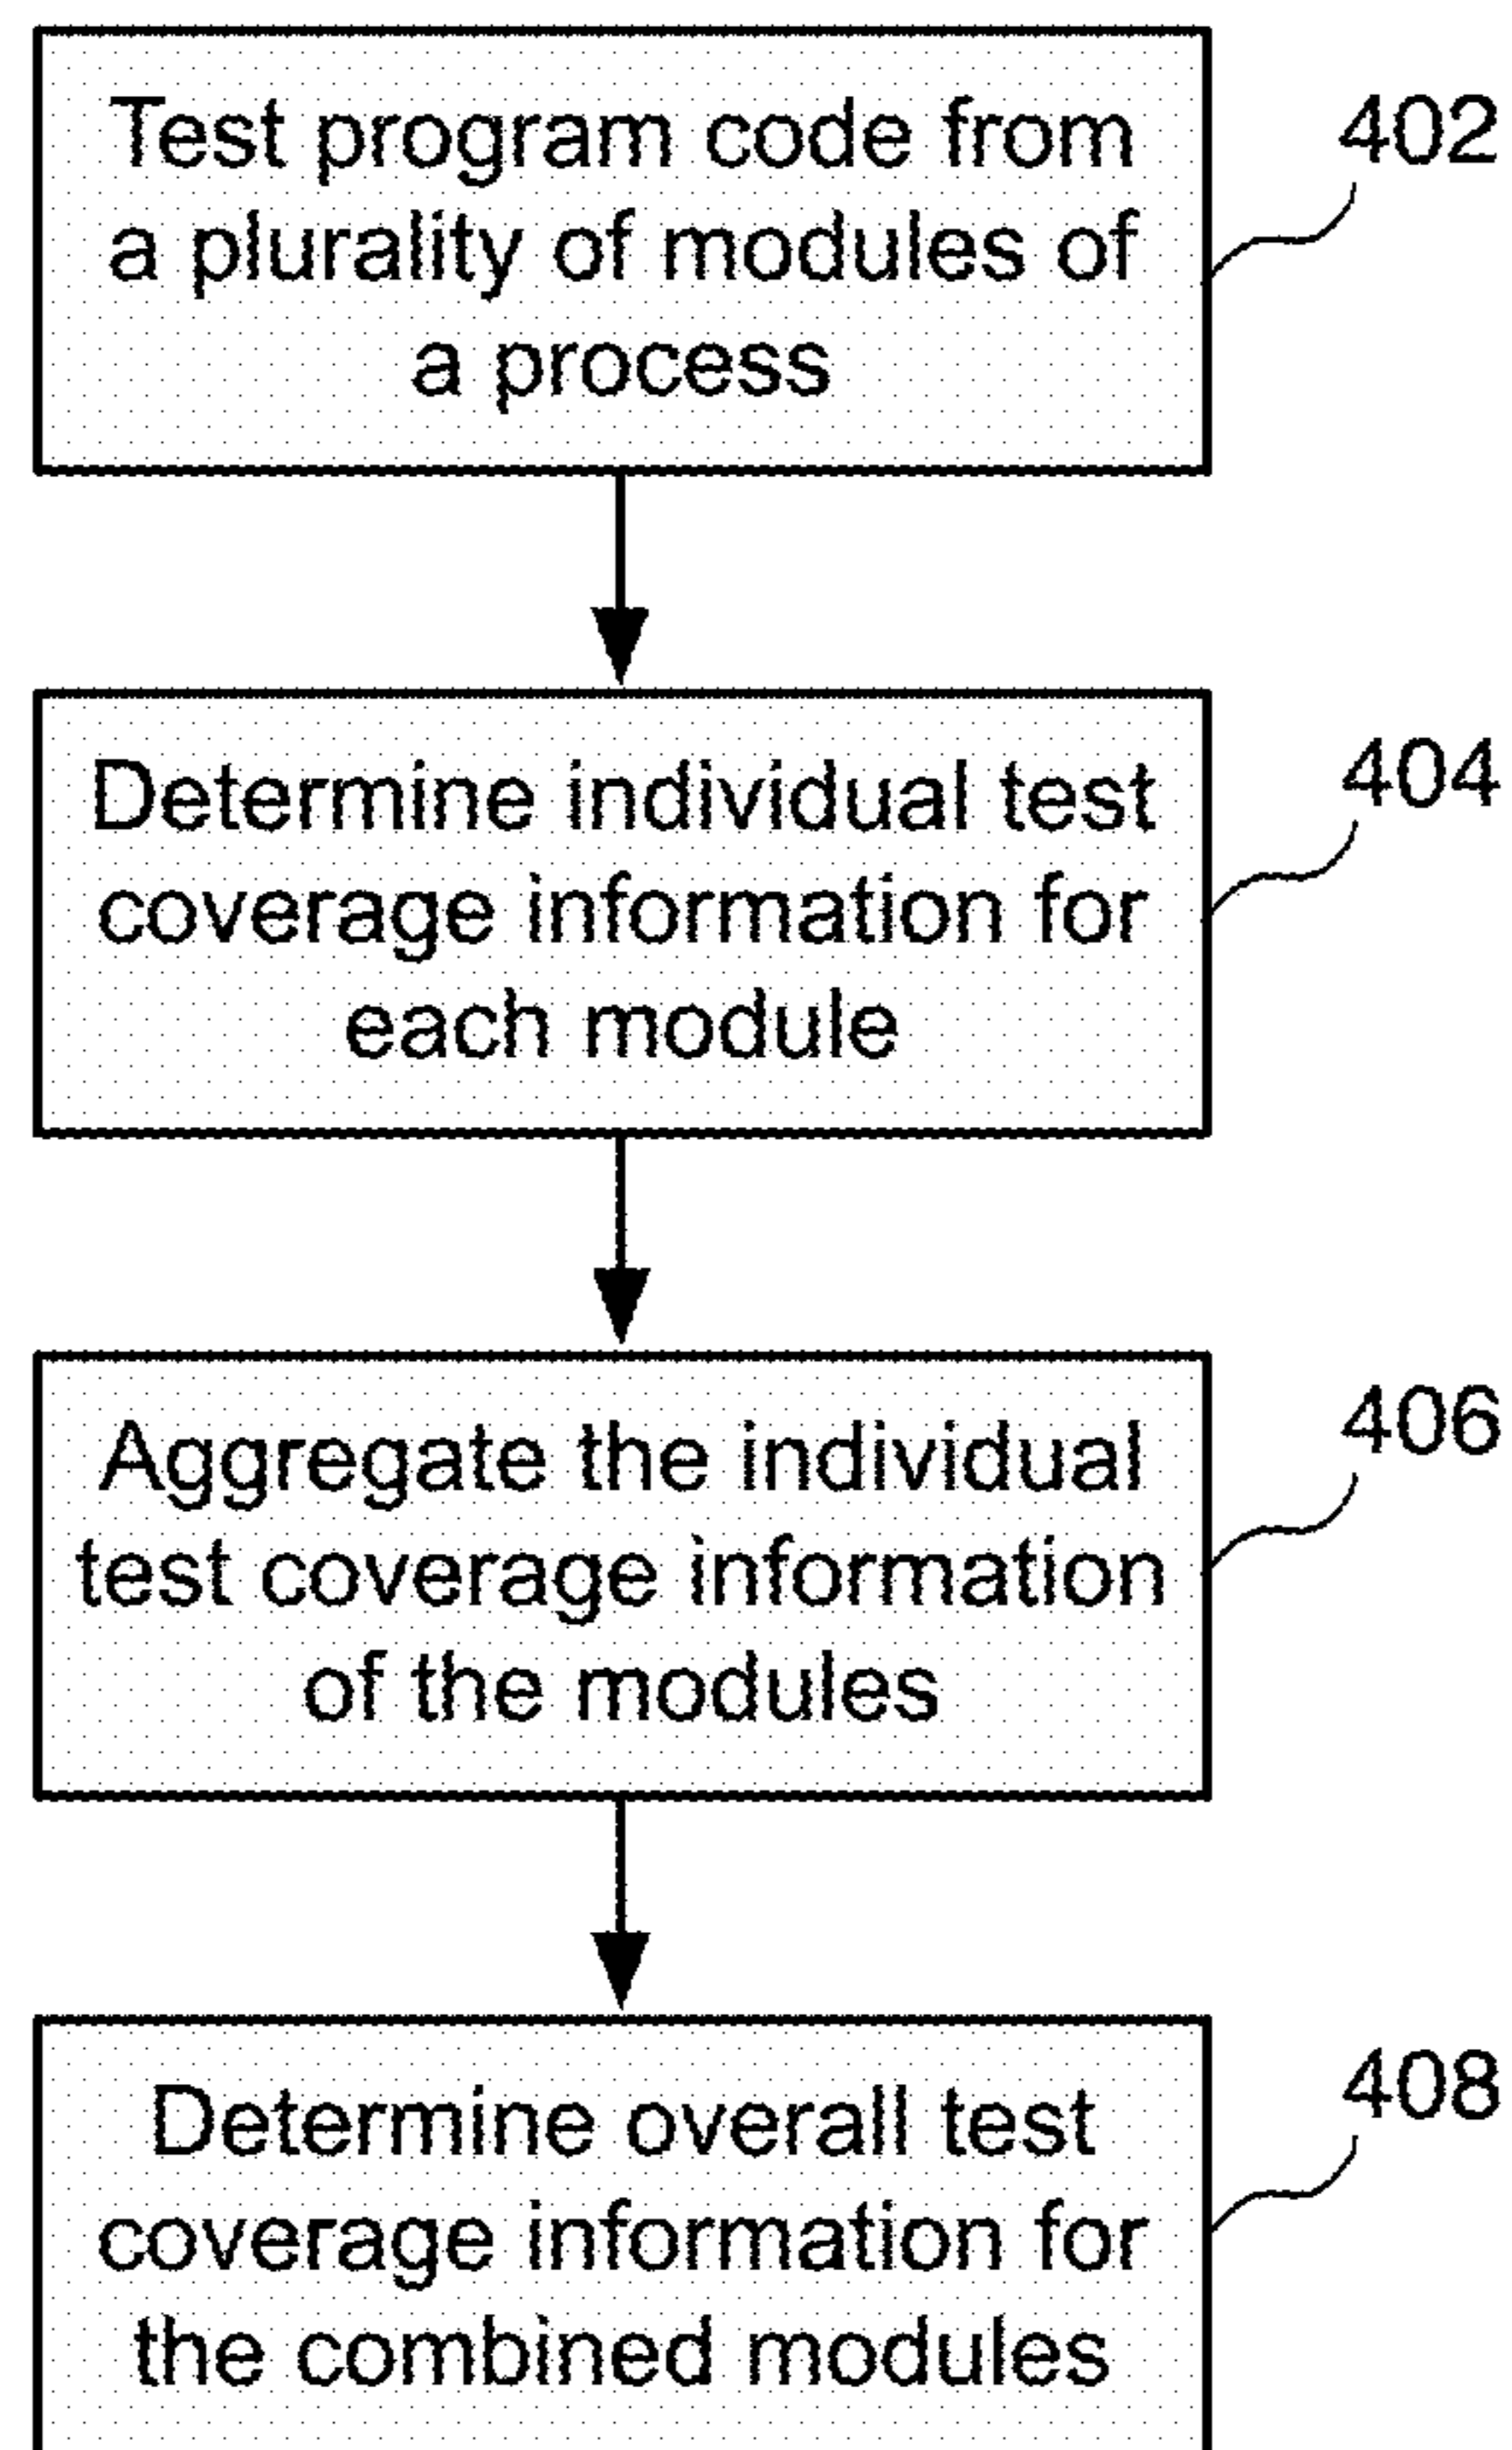 Test program code from
a plurality of modules of
a process
402
Determine individual test
coverage information for
each module
404
Aggregate the individual
test coverage information
of the modules
406
Determine overall test
coverage information for
the combined modules
408